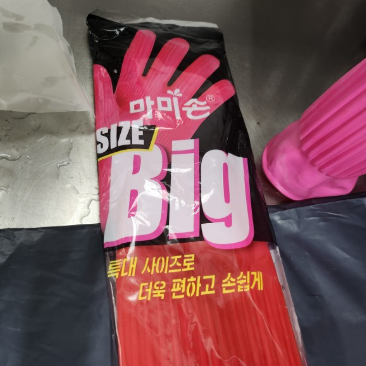 마미손®
SIZE
Big
특대 사이즈로
더욱 편하고 손쉽게